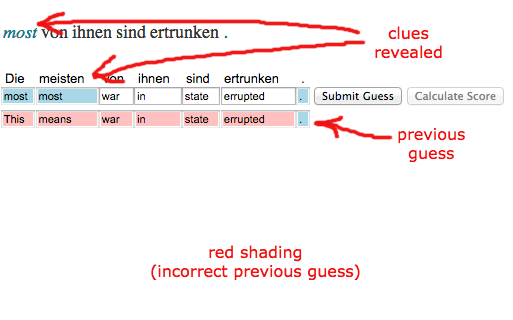 most von ihnen sind ertrunken .
clues
revealed
Die meisten von ihnen sind ertrunken .
most most war in state errupted . Submit Guess Calculate Score
This means war in state errupted .
previous
guess
red shading
(incorrect previous guess)